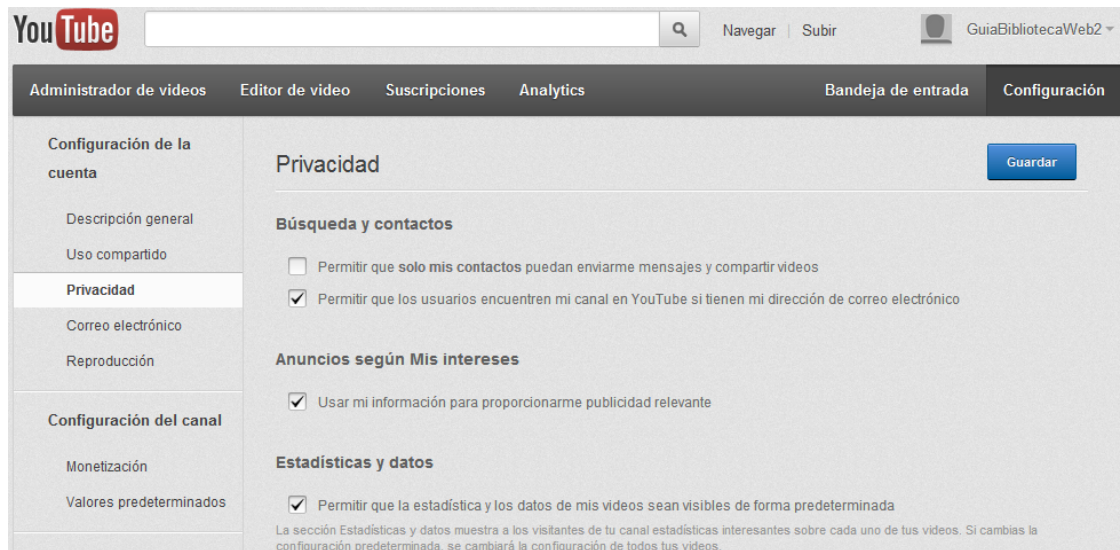 YouTube
Navegar | Subir
GuiaBibliotecaWeb2
Administrador de videos
Editor de video
Suscripciones
Analytics
Bandeja de entrada
Configuración
Configuración de la
cuenta
Descripción general
Uso compartido
Privacidad
Correo electrónico
Reproducción
Configuración del canal
Monetización
Valores predeterminados
Privacidad
Guardar
Búsqueda y contactos
Permitir que solo mis contactos puedan enviarme mensajes y compartir videos
Permitir que los usuarios encuentren mi canal en YouTube si tienen mi dirección de correo electrónico
Anuncios según Mis intereses
Usar mi información para proporcionarme publicidad relevante
Estadísticas y datos
Permitir que la estadística y los datos de mis videos sean visibles de forma predeterminada
La sección Estadísticas y datos muestra a los visitantes de tu canal estadísticas interesantes sobre cada uno de tus videos. Si cambias la
configuración predeterminada, se cambiará la configuración de todos tus videos.